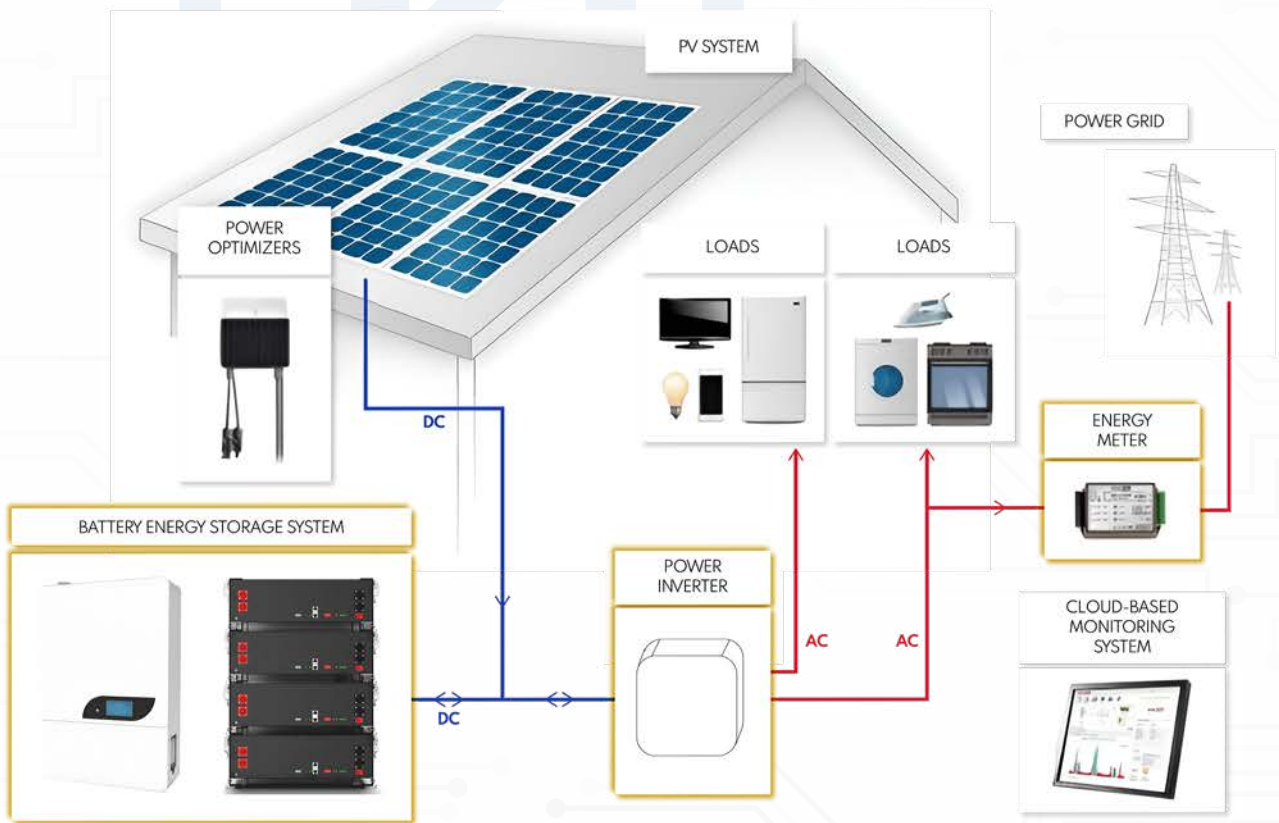 PV SYSTEM
POWER GRID
POWER
OPTIMIZERS
LOADS
LOADS
DC
ENERGY
METER
BATTERY ENERGY STORAGE SYSTEM
POWER
INVERTER
CLOUD-BASED
MONITORING
SYSTEM
AC
AC
DC